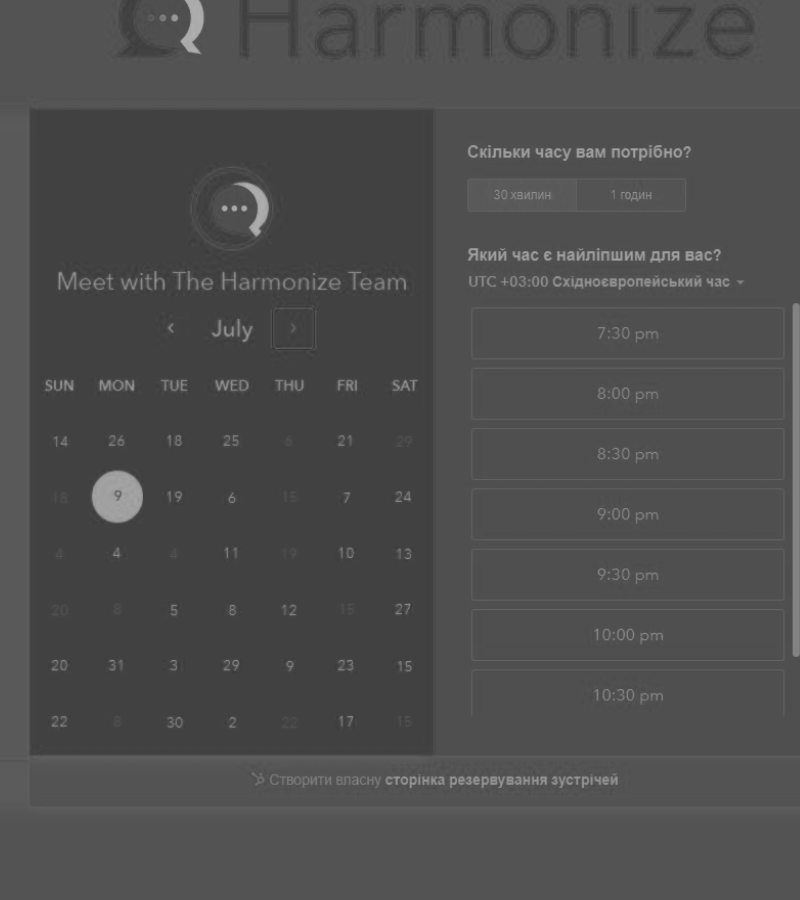 Harmonize
Meet with The Harmonize Team
July
SUN MON TUE WED THU FRI SAT
14 26 18 25 6 21 29
18 9 19 6 15 7 24
4 4 4 11 19 10 13
20 8 5 8 12 15 27
20 31 3 29 9 23 15
22 8 30 2 22 17 15
Скільки часу вам потрібно?
30 хвилин 1 годин
Який час є найліпшим для вас?
UTC +03:00 Східноєвропейський час
7:30 pm
8:00 pm
8:30 pm
9:00 pm
9:30 pm
10:00 pm
10:30 pm
Створити власну сторінка резервування зустрічей